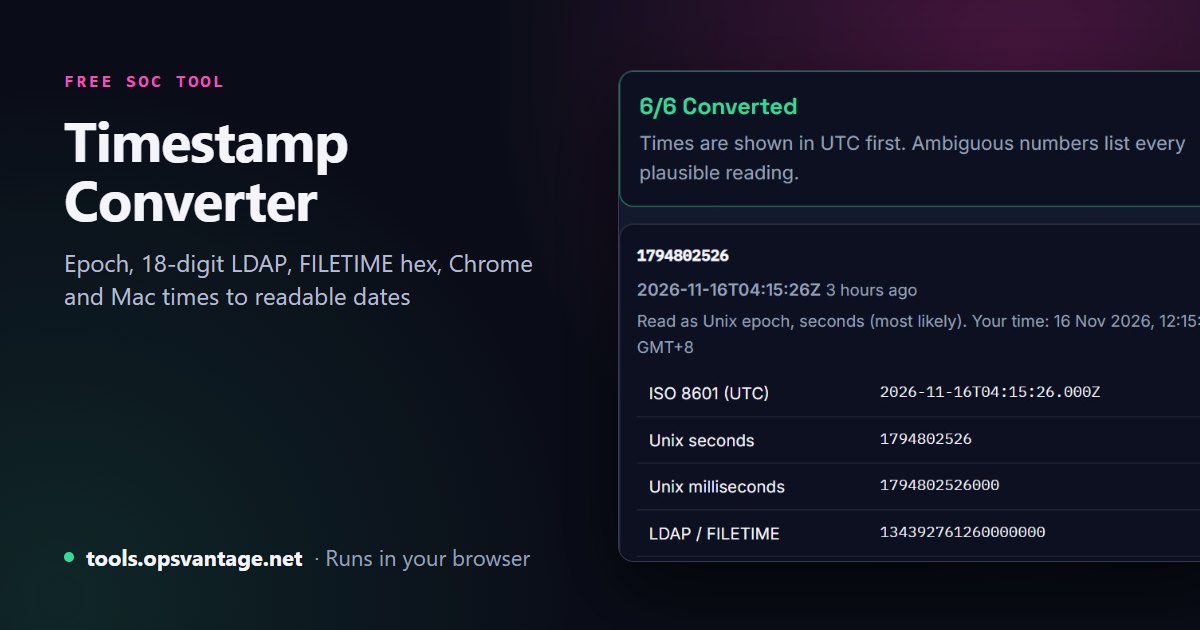 FREE SOC TOOL
Timestamp
Converter
Epoch, 18-digit LDAP, FILETIME hex, Chrome
and Mac times to readable dates
tools.opsvantage.net · Runs in your browser
6/6 Converted
Times are shown in UTC first. Ambiguous numbers list every
plausible reading.
1794802526
2026-11-16T04:15:26Z 3 hours ago
Read as Unix epoch, seconds (most likely). Your time: 16 Nov 2026, 12:15:
GMT+8
ISO 8601 (UTC) 2026-11-16T04:15:26.000Z
Unix seconds 1794802526
Unix milliseconds 1794802526000
LDAP / FILETIME 134392761260000000